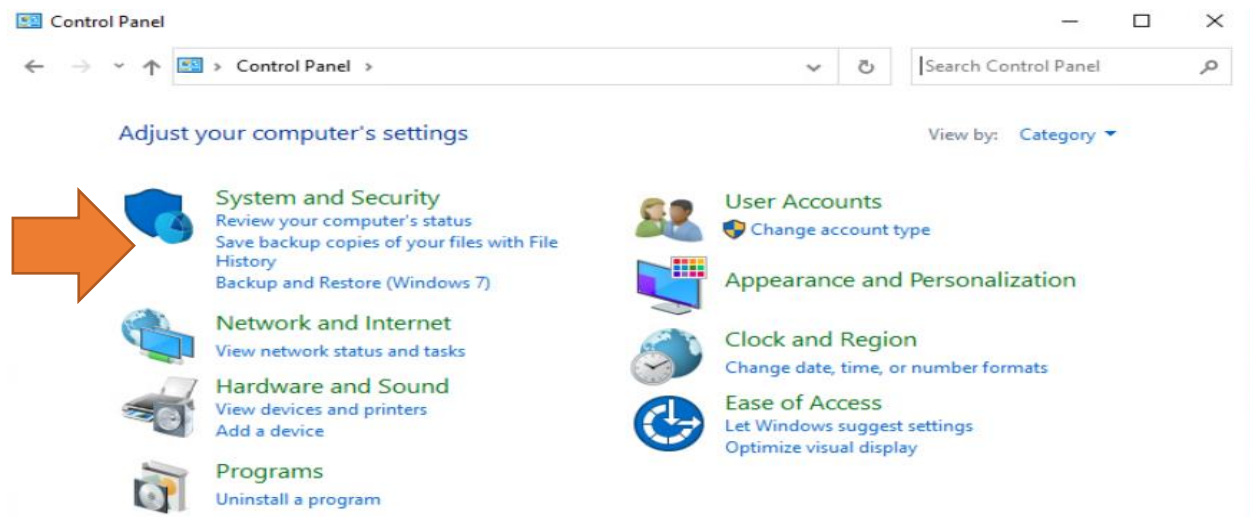 Control Panel
Control Panel
Search Control Panel
Adjust your computer's settings
View by: Category
System and Security
Review your computer's status
Save backup copies of your files with File
History
Backup and Restore (Windows 7)
Network and Internet
View network status and tasks
Hardware and Sound
View devices and printers
Add a device
Programs
Uninstall a program
User Accounts
Change account type
Appearance and Personalization
Clock and Region
Change date, time, or number formats
Ease of Access
Let Windows suggest settings
Optimize visual display